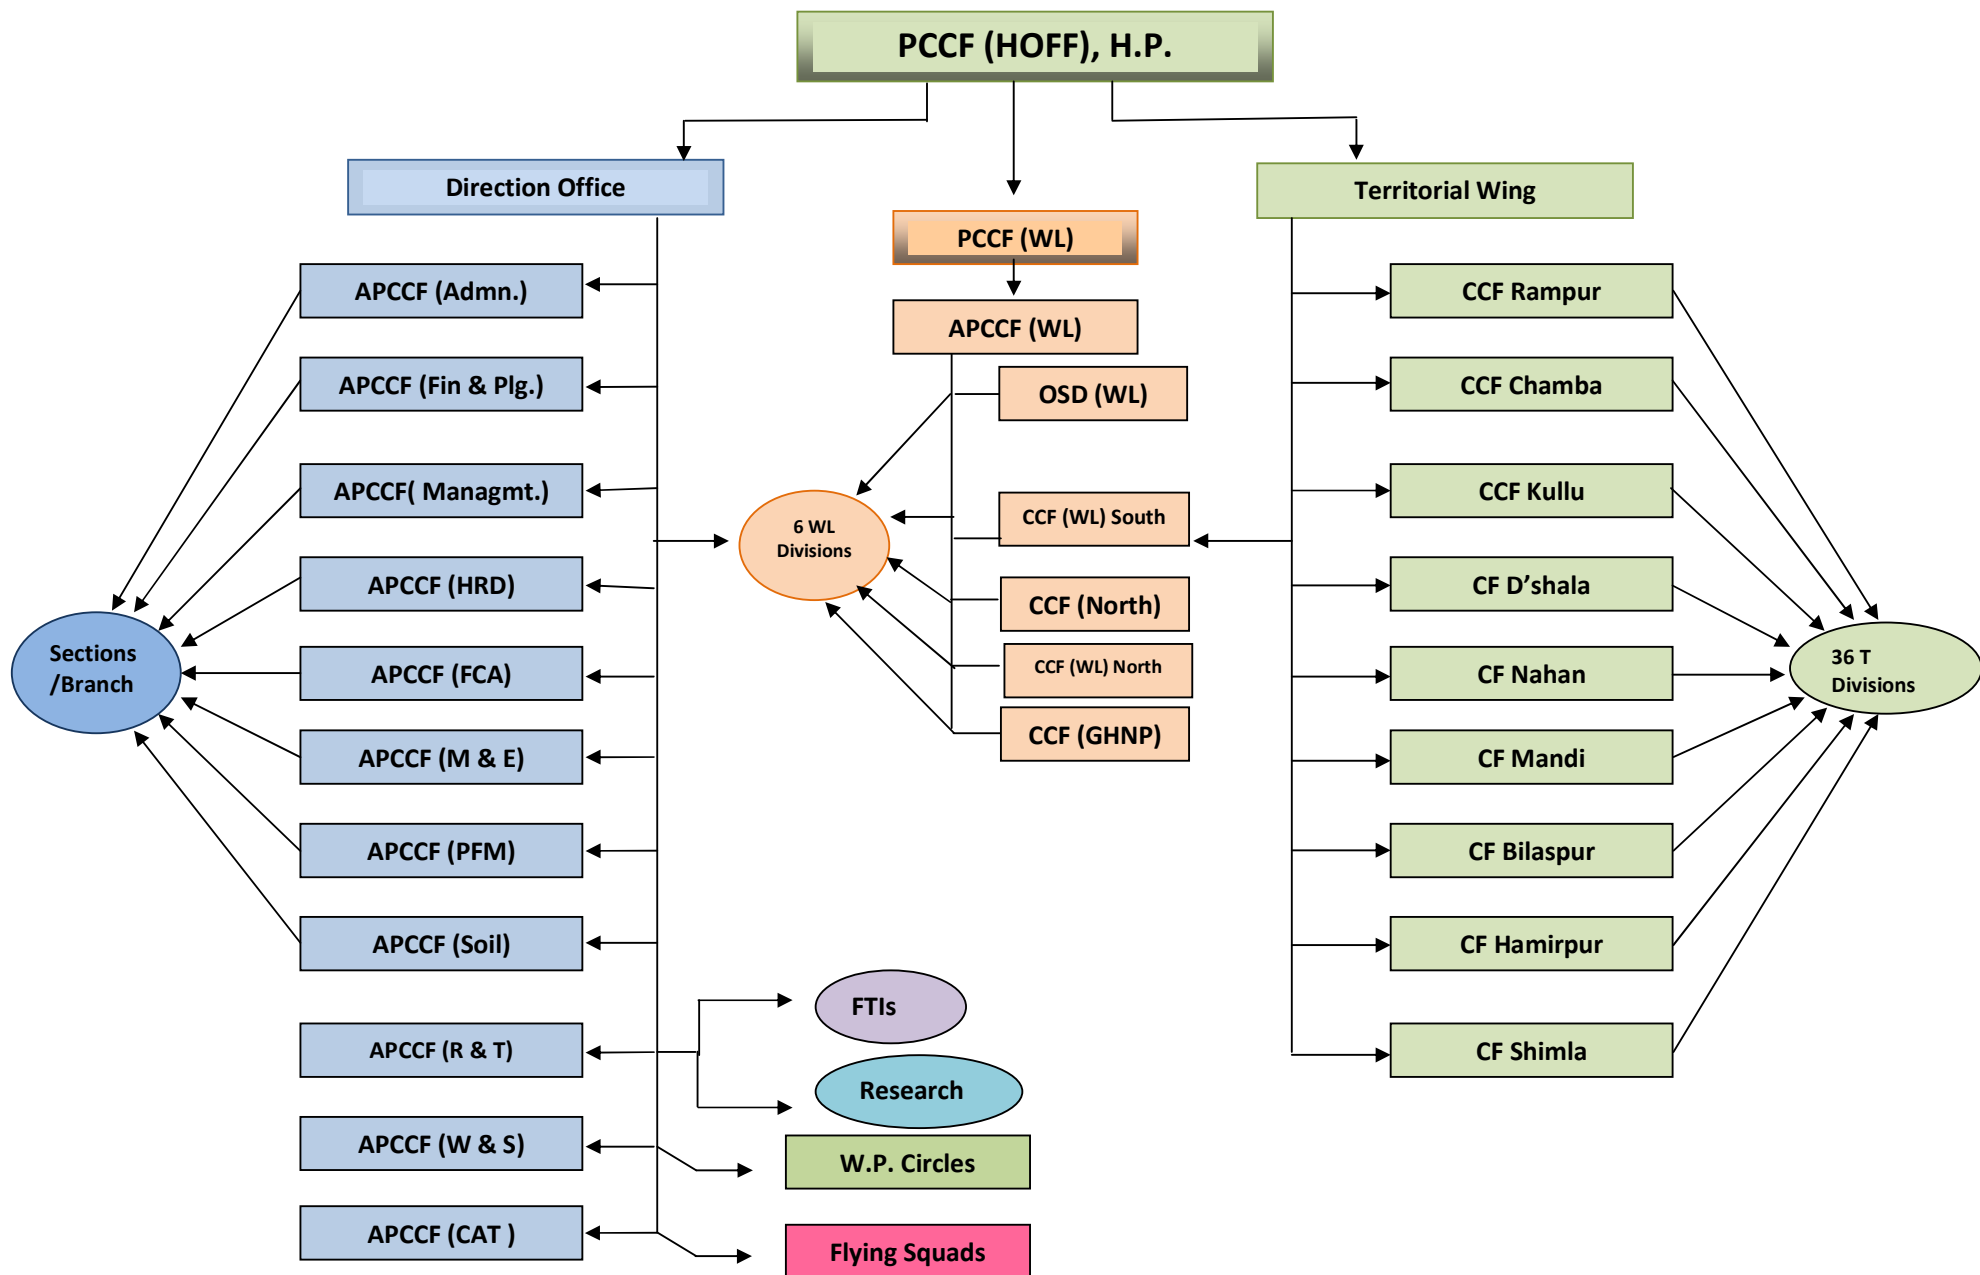 PCCF (HOFF), H.P.
Direction Office
Territorial Wing
PCCF (WL)
APCCF (WL)
APCCF (Admn.)
APCCF (Fin & Plg.)
APCCF( Managmt.)
APCCF (HRD)
APCCF (FCA)
APCCF (M & E)
APCCF (PFM)
APCCF (Soil)
APCCF (R & T)
APCCF (W & S)
APCCF (CAT )
Sections
/Branch
OSD (WL)
CCF (WL) South
CCF (North)
CCF (WL) North
CCF (GHNP)
6 WL
Divisions
FTIs
Research
W.P. Circles
Flying Squads
CCF Rampur
CCF Chamba
CCF Kullu
CF D’shala
CF Nahan
CF Mandi
CF Bilaspur
CF Hamirpur
CF Shimla
36 T
Divisions